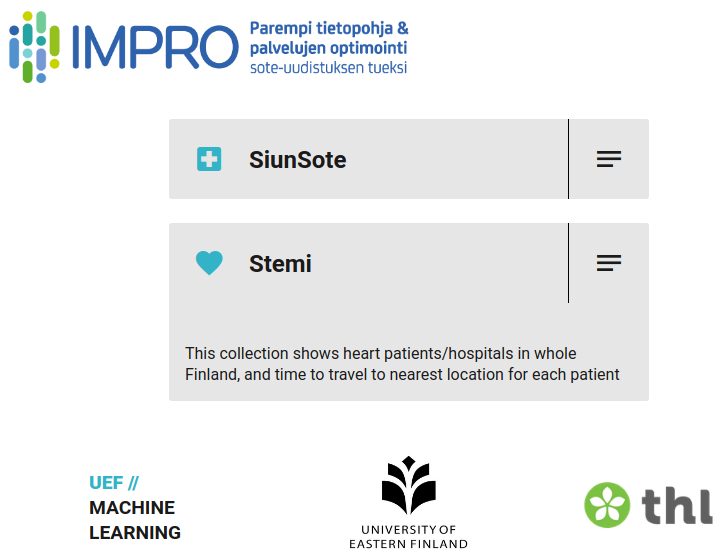 IMPRO
Parempi tietopohja &
palvelujen optimointi
sote-uudistuksen tueksi
SiunSote
Stemi
This collection shows heart patients/hospitals in whole
Finland, and time to travel to nearest location for each patient
UEF //
MACHINE
LEARNING
UNIVERSITY OF
EASTERN FINLAND
thl